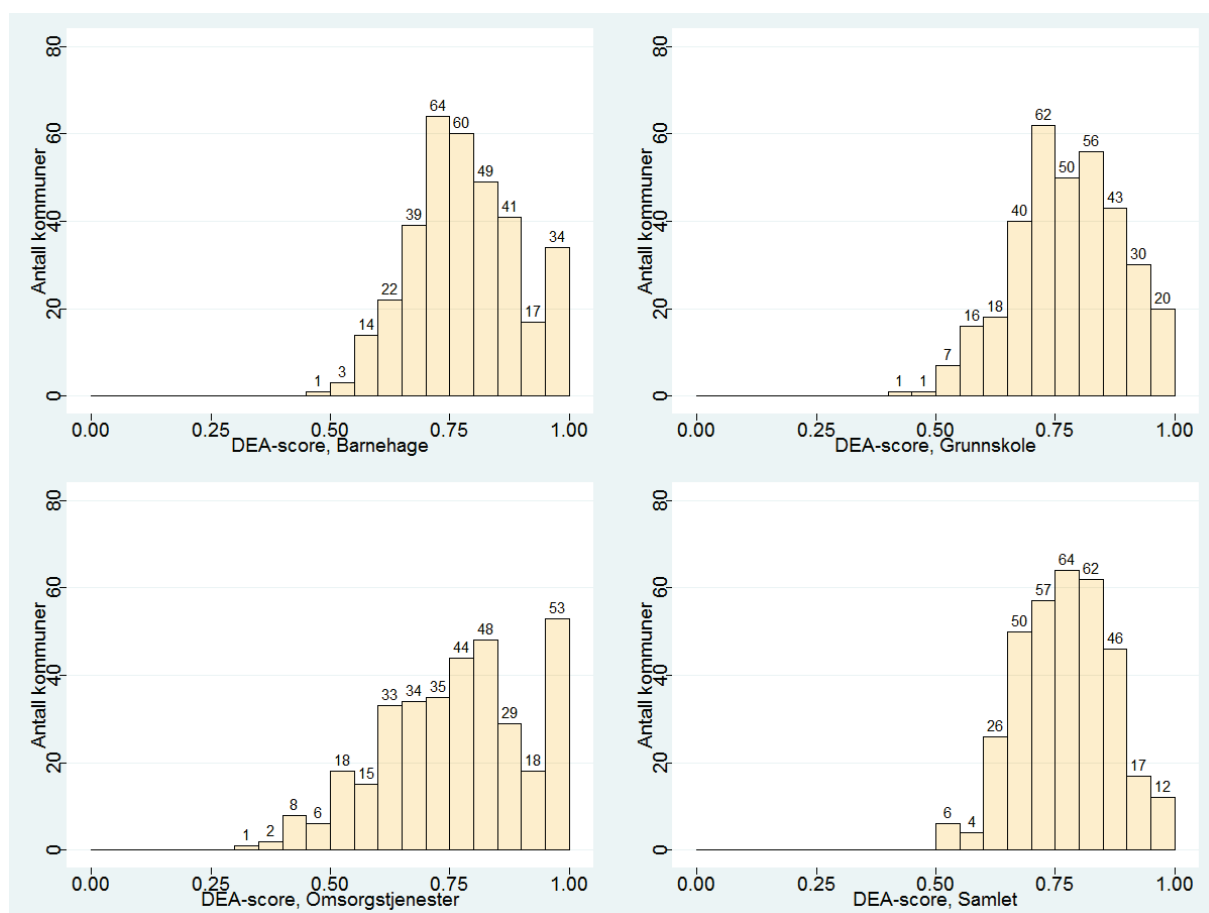 80
60
40
20
0
Antall kommuner
1 3 14 22 39 64 60 49 41 17 34
0.00 0.25 0.50 0.75 1.00
DEA-score, Barnehage
80
60
40
20
0
Antall kommuner
1 1 7 16 18 40 62 50 56 43 30 20
0.00 0.25 0.50 0.75 1.00
DEA-score, Grunnskole
80
60
40
20
0
Antall kommuner
1 2 8 6 18 15 33 34 35 44 48 29 18 53
0.00 0.25 0.50 0.75 1.00
DEA-score, Omsorgstjenester
80
60
40
20
0
Antall kommuner
6 4 26 50 57 64 62 46 17 12
0.00 0.25 0.50 0.75 1.00
DEA-score, Samlet